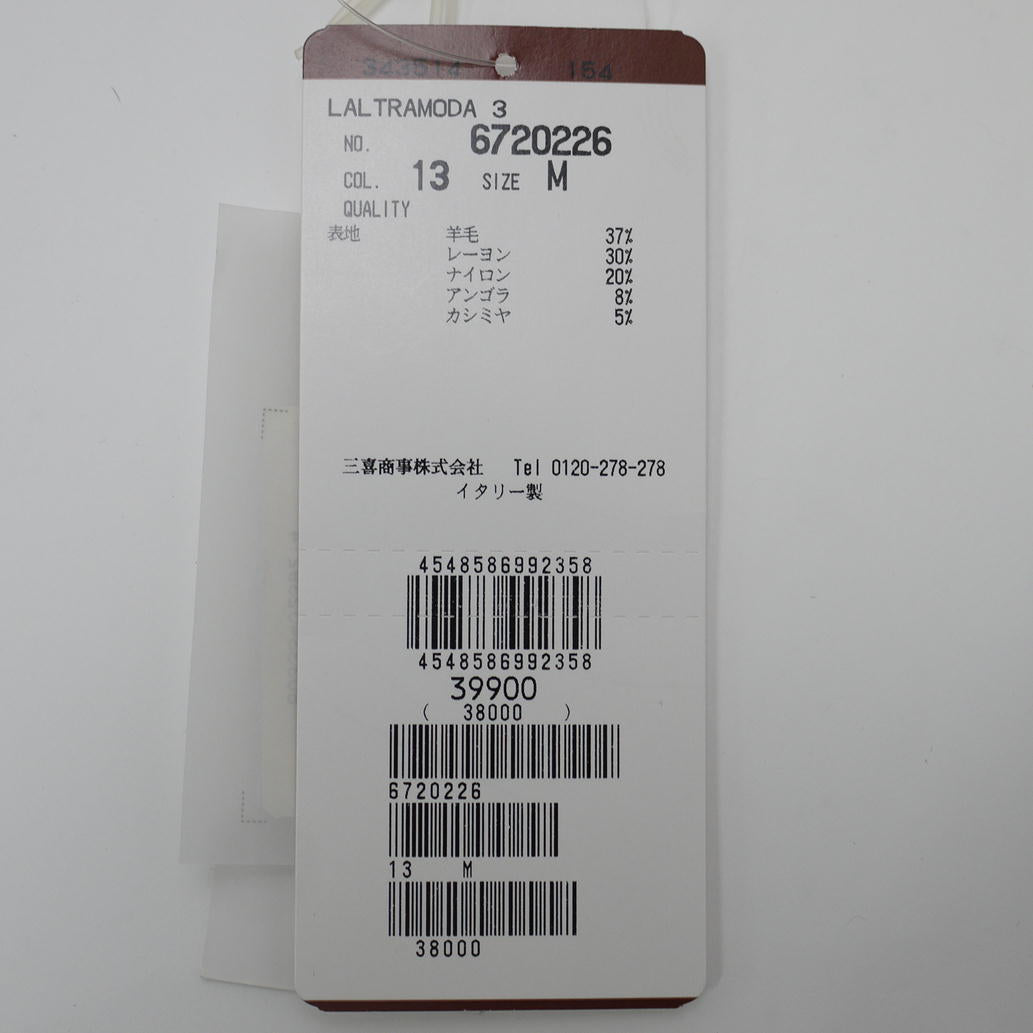 343514 154
LALTRAMODA 3
NO. 6720226
COL. 13 SIZE M
QUALITY
表地 羊毛 37%
レーヨン 30%
ナイロン 20%
アンゴラ 8%
カシミヤ 5%
三喜商事株式会社 Tel 0120-278-278
イタリー製
4548586992358
4548586992358
39900
( 38000 )
6720226
13 M
38000